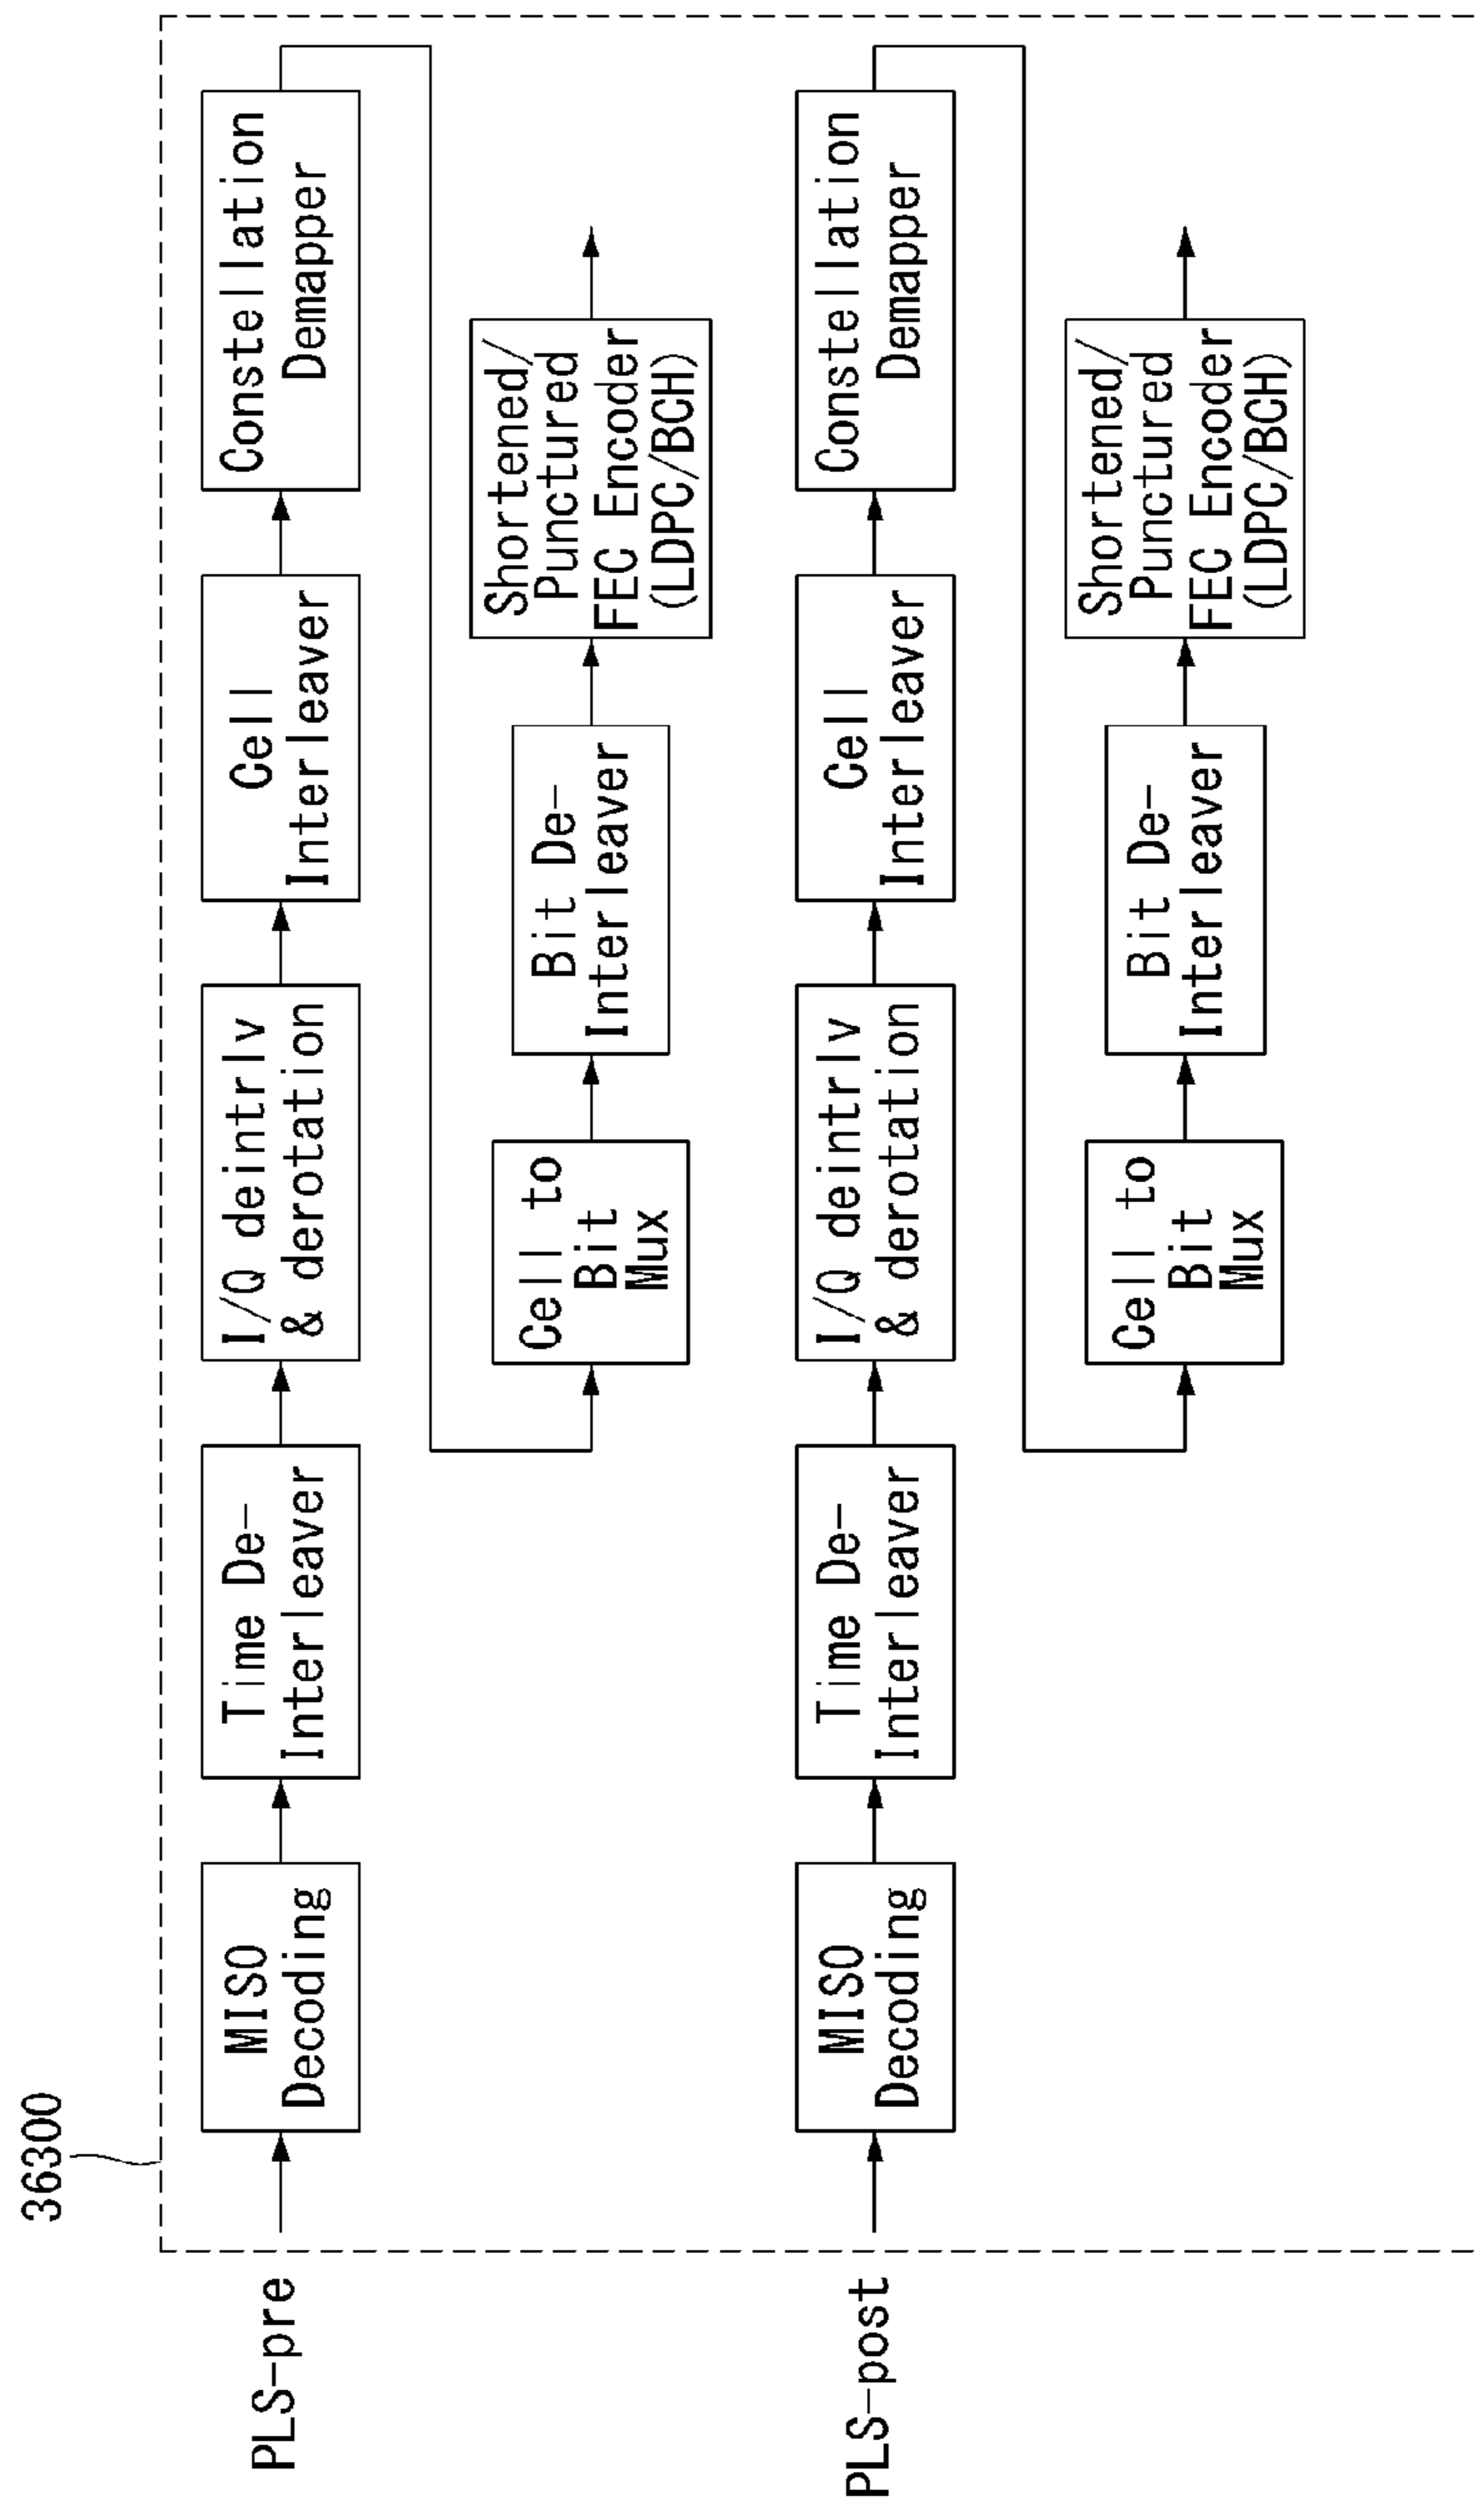 36300
PLS-pre
MISO
Decoding
Time De-
Interleaver
I/Q deintrlv
& derotation
Cell
Interleaver
Constellation
Demapper
Cell to
Bit
Mux
Bit De-
Interleaver
Shortened/
Punctured
FEC Encoder
(LDPC/BCH)
PLS-post
MISO
Decoding
Time De-
Interleaver
I/Q deintrlv
& derotation
Cell
Interleaver
Constellation
Demapper
Cell to
Bit
Mux
Bit De-
Interleaver
Shortened/
Punctured
FEC Encoder
(LDPC/BCH)